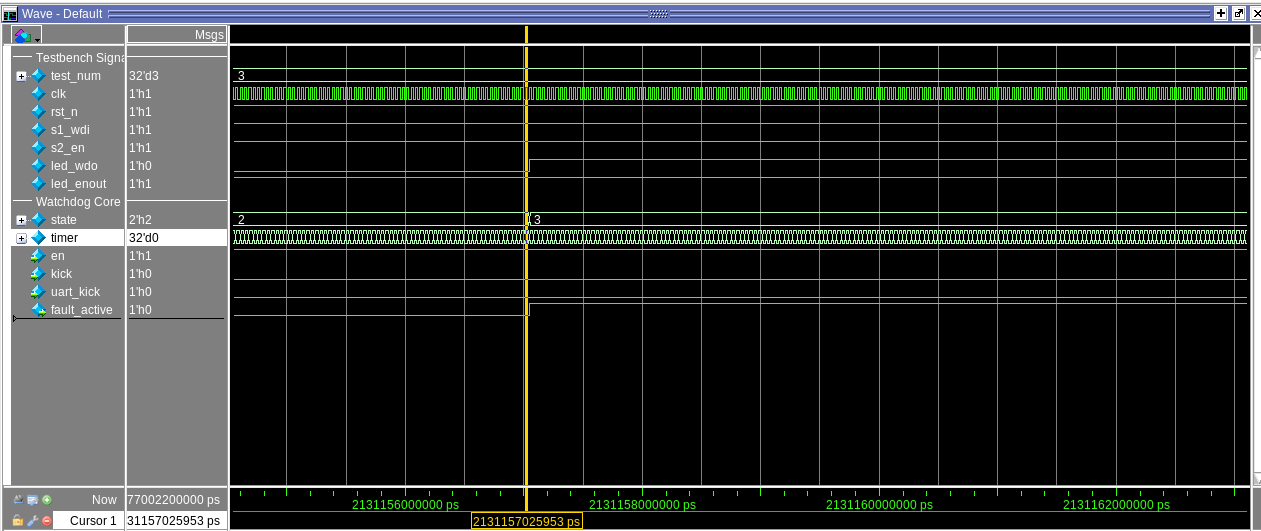 Wave - Default
Msgs
Testbench Signa
test_num 32'd3 3
clk 1'h1
rst_n 1'h1
s1_wdi 1'h1
s2_en 1'h1
led_wdo 1'h0
led_enout 1'h1
Watchdog Core
state 2'h2 2 3
timer 32'd0
en 1'h1
kick 1'h0
uart_kick 1'h0
fault_active 1'h0
Now 77002200000 ps 2131156000000 ps 2131158000000 ps 2131160000000 ps 2131162000000 ps
Cursor 1 31157025953 ps 2131157025953 ps